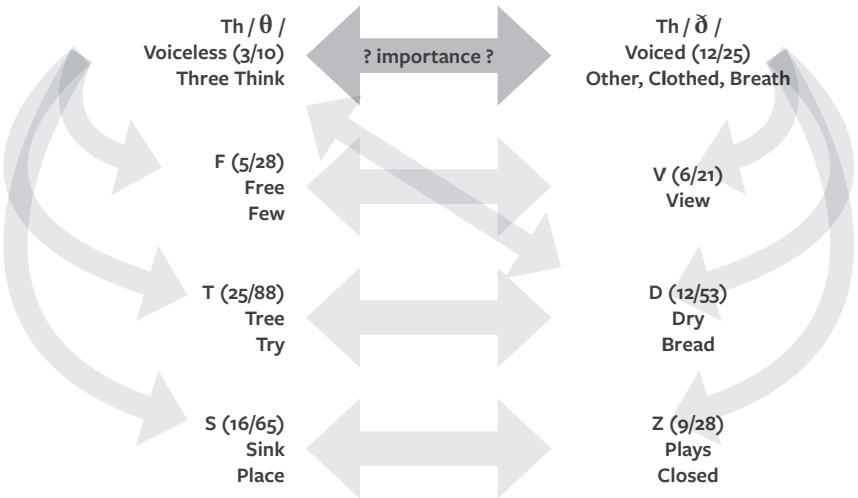 Th / θ /
Voiceless (3/10)
Three Think
? importance ?
Th / ð /
Voiced (12/25)
Other, Clothed, Breath
F (5/28)
Free
Few
V (6/21)
View
T (25/88)
Tree
Try
D (12/53)
Dry
Bread
S (16/65)
Sink
Place
Z (9/28)
Plays
Closed